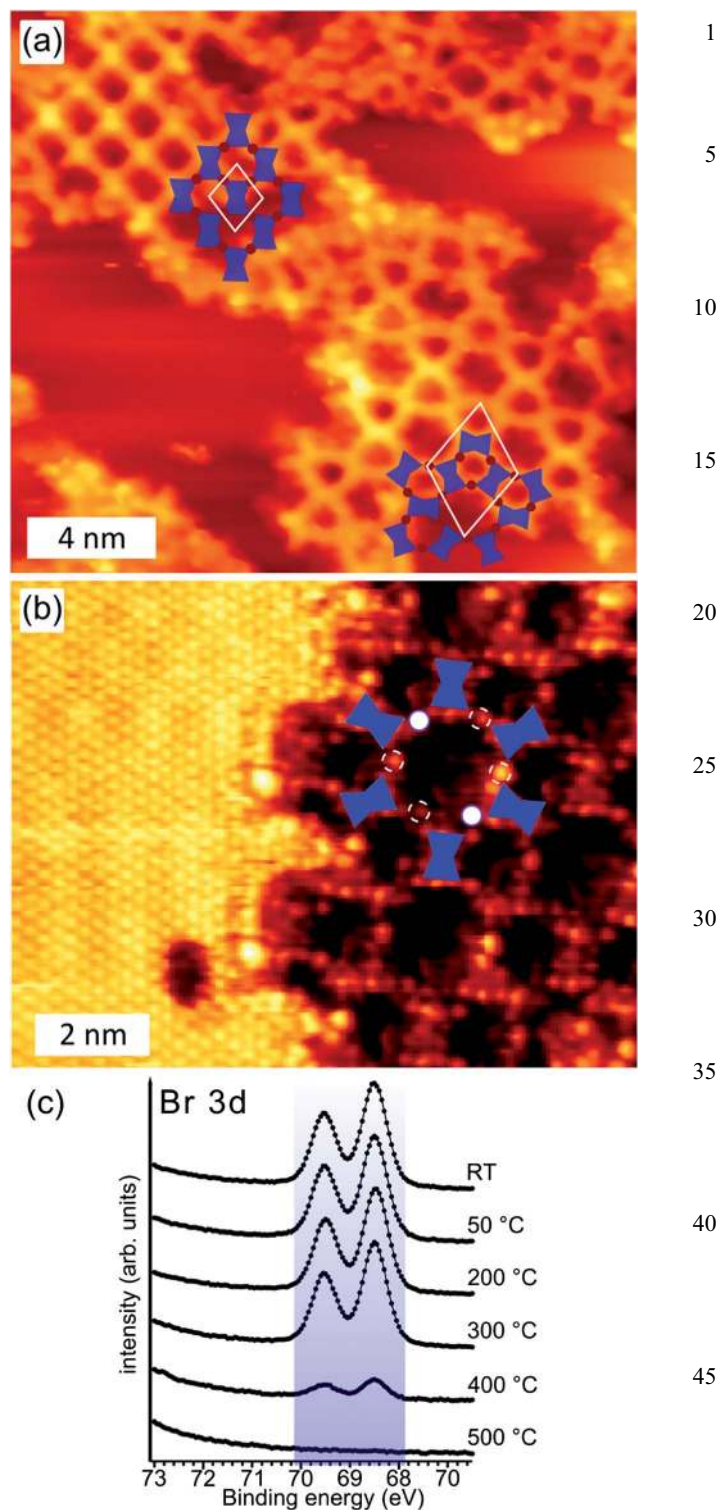 (a)
4 nm
(b)
2 nm
(c) Br 3d
RT
50 °C
200 °C
300 °C
400 °C
500 °C
intensity (arb. units)
73 72 71 70 69 68 70
Binding energy (eV)
1
5
10
15
20
25
30
35
40
45